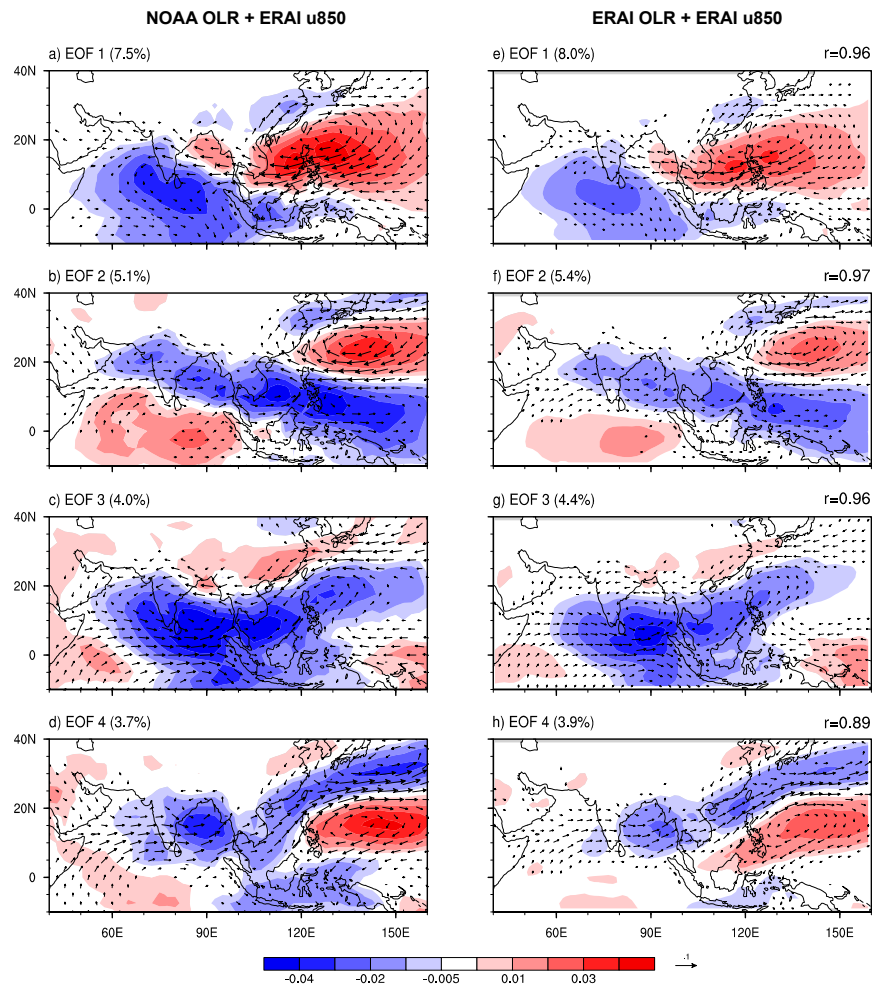 NOAA OLR + ERAI u850
ERAI OLR + ERAI u850
a) EOF 1 (7.5%)
e) EOF 1 (8.0%)
r=0.96
40N
20N
0
b) EOF 2 (5.1%)
f) EOF 2 (5.4%)
r=0.97
40N
20N
0
c) EOF 3 (4.0%)
g) EOF 3 (4.4%)
r=0.96
40N
20N
0
d) EOF 4 (3.7%)
h) EOF 4 (3.9%)
r=0.89
40N
20N
0
60E 90E 120E 150E
60E 90E 120E 150E
-0.04 -0.02 -0.005 0.01 0.03
.1